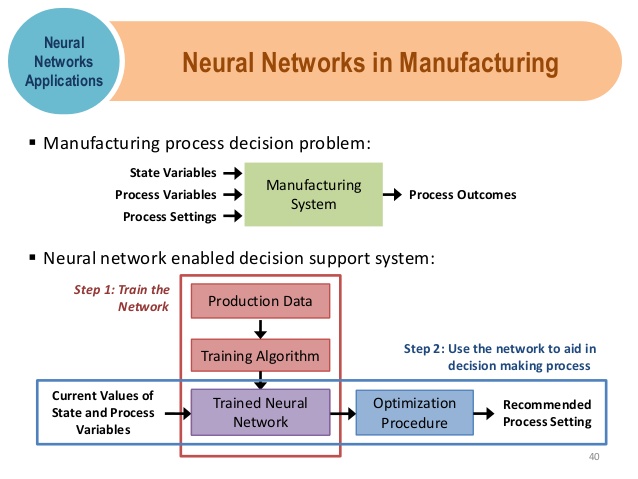 Neural
Networks
Applications
Neural Networks in Manufacturing
▪ Manufacturing process decision problem:
State Variables
Process Variables
Process Settings
Manufacturing
System
Process Outcomes
▪ Neural network enabled decision support system:
Step 1: Train the
Network
Production Data
Training Algorithm
Step 2: Use the network to aid in
decision making process
Current Values of
State and Process
Variables
Trained Neural
Network
Optimization
Procedure
Recommended
Process Setting
40